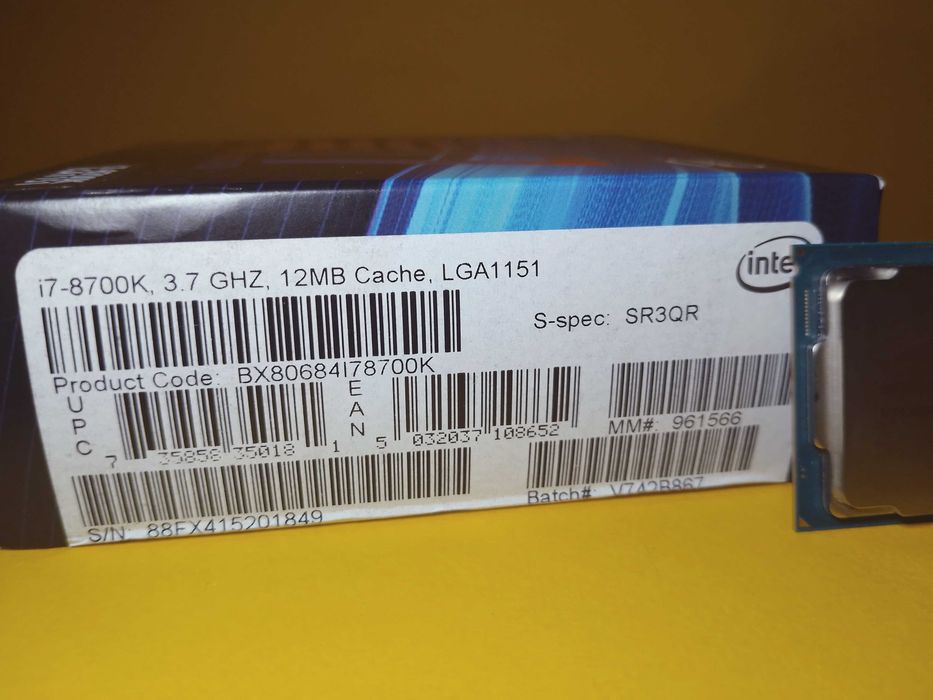 i7-8700K, 3.7 GHZ, 12MB Cache, LGA1151
S-spec: SR3QR
Product Code: BX80684I78700K
UPC
7 35858 35018 1
EAN
5 032037 108652
MM#: 961566
S/N: 88FX415201849
Batch#: V742B867